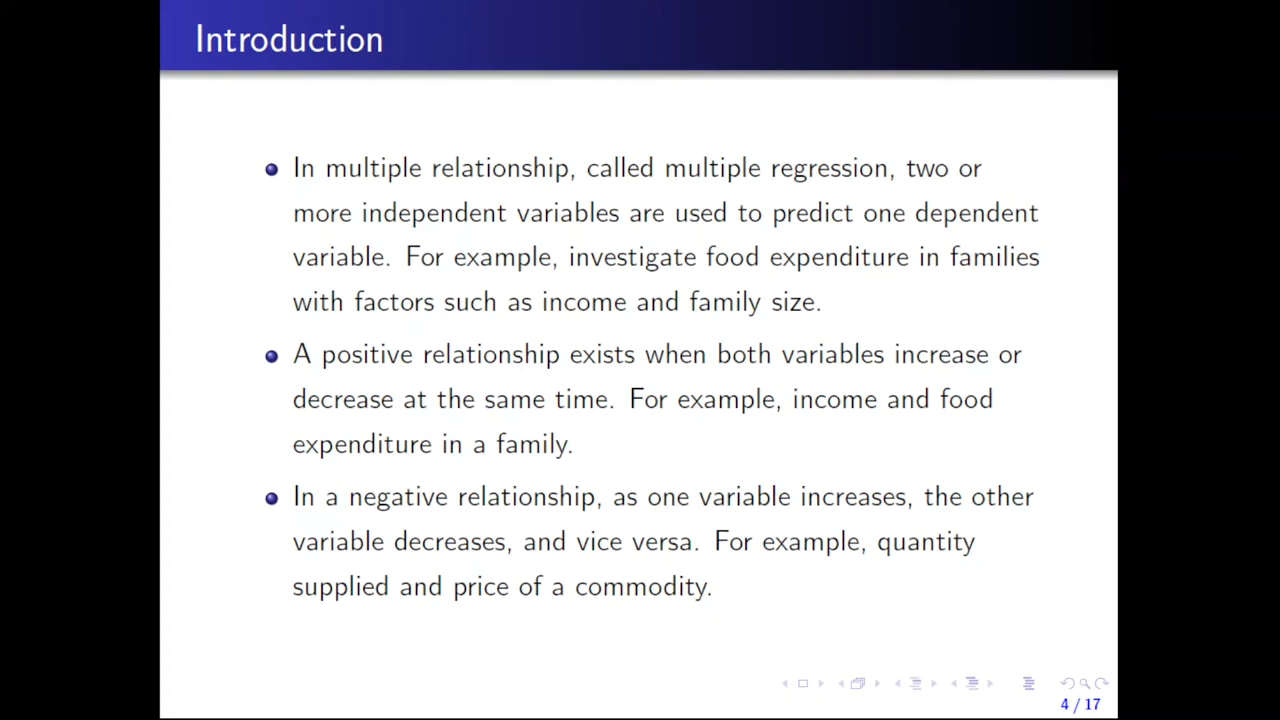 Introduction
In multiple relationship, called multiple regression, two or
more independent variables are used to predict one dependent
variable. For example, investigate food expenditure in families
with factors such as income and family size.
A positive relationship exists when both variables increase or
decrease at the same time. For example, income and food
expenditure in a family.
In a negative relationship, as one variable increases, the other
variable decreases, and vice versa. For example, quantity
supplied and price of a commodity.
4 / 17